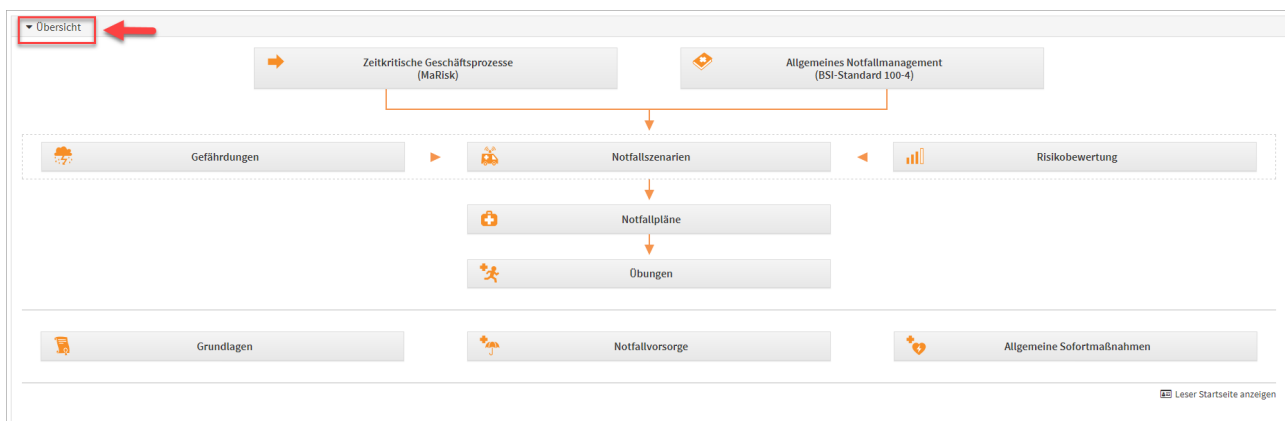 Übersicht
Zeitkritische Geschäftsprozesse
(MaRisk)
Allgemeines Notfallmanagement
(BSI-Standard 100-4)
Gefährdungen
Notfallszenarien
Risikobewertung
Notfallpläne
Übungen
Grundlagen
Notfallvorsorge
Allgemeine Sofortmaßnahmen
Leser Startseite anzeigen